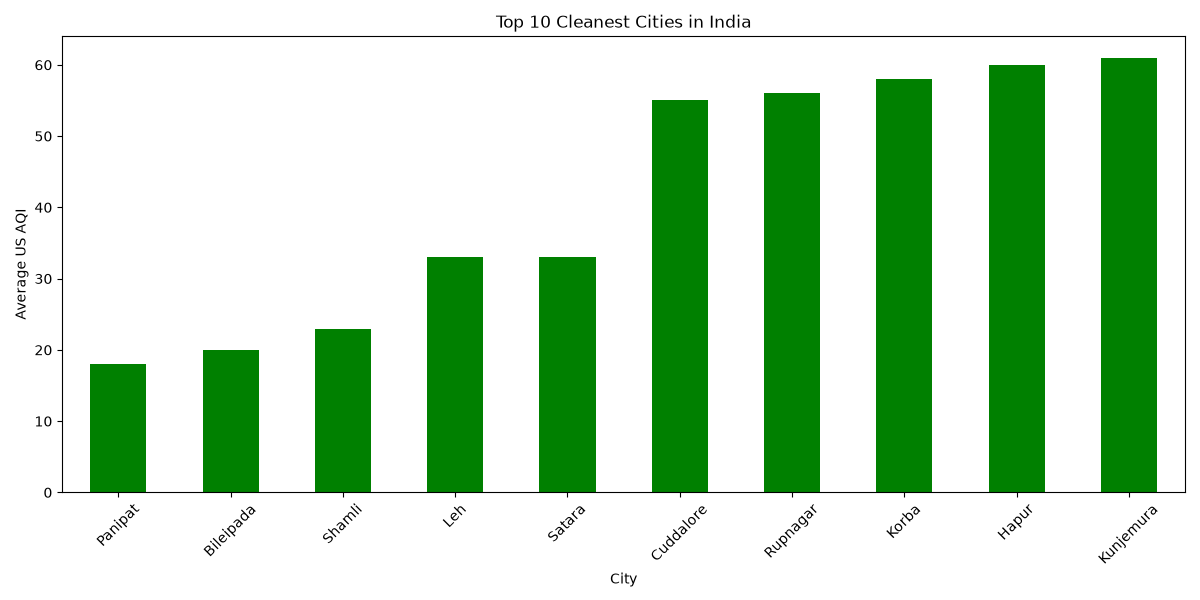 Top 10 Cleanest Cities in India
Average US AQI
60
50
40
30
20
10
0
Panipat
Bileipada
Shamli
Leh
Satara
Cuddalore
Rupnagar
Korba
Hapur
Kunjemura
City